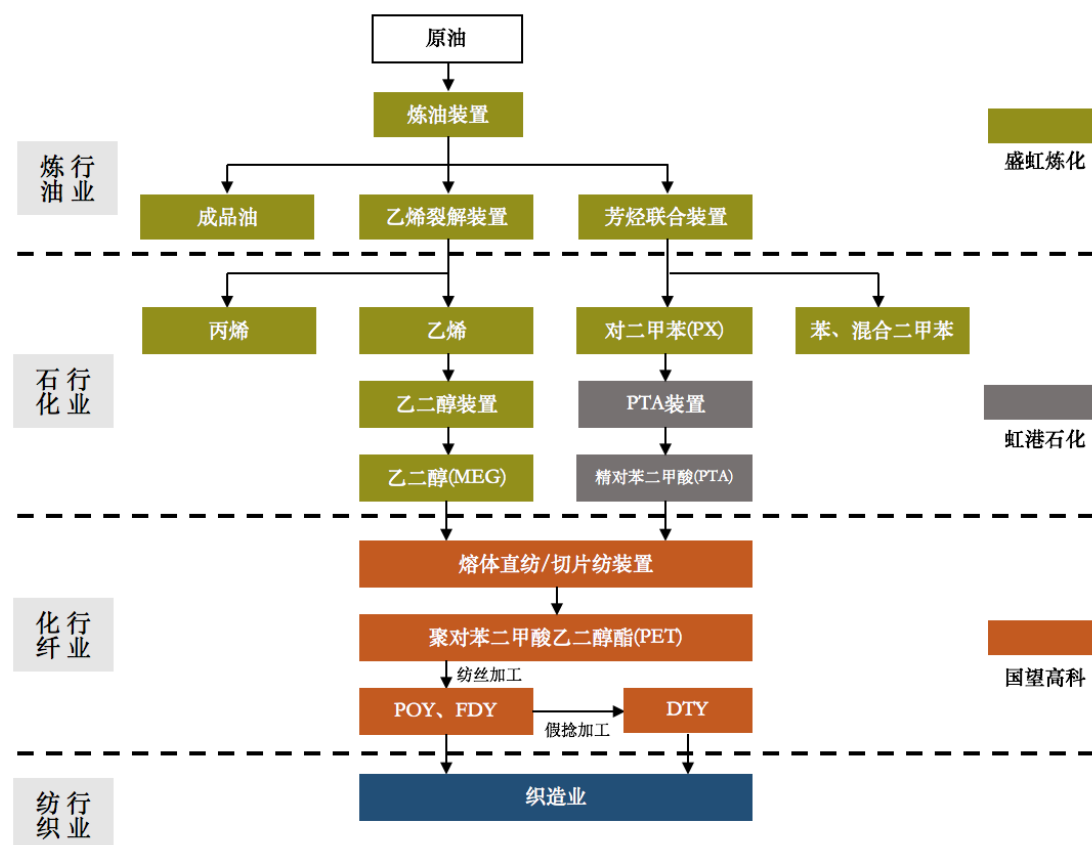 原油
炼油装置
盛虹炼化
炼 行
油 业
成品油
乙烯裂解装置
芳烃联合装置
丙烯
乙烯
对二甲苯(PX)
苯、混合二甲苯
石 行
化 业
乙二醇装置
PTA装置
虹港石化
乙二醇(MEG)
精对苯二甲酸(PTA)
熔体直纺/切片纺装置
化 行
纤 业
聚对苯二甲酸乙二醇酯(PET)
纺丝加工
国望高科
POY、FDY
假捻加工
DTY
纺 行
织 业
织造业